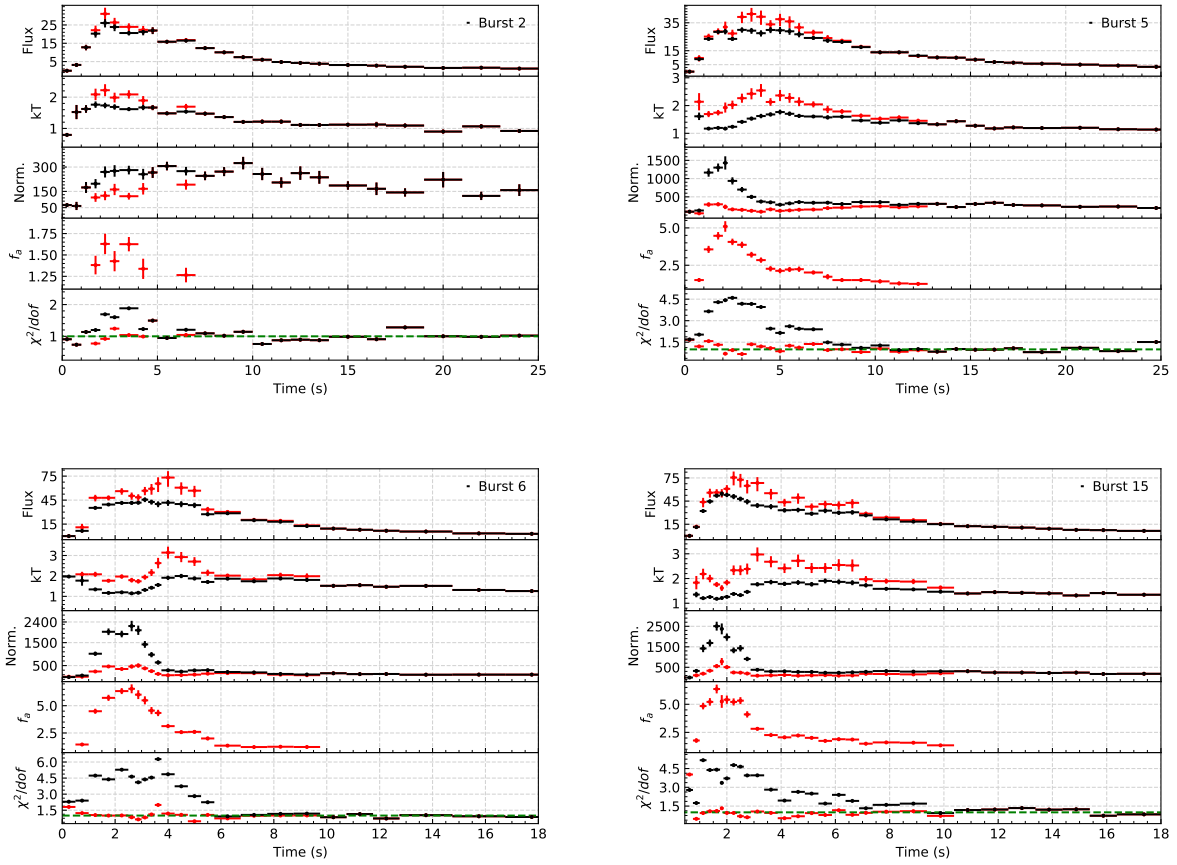 Burst 2
Flux
25
15
5
0
kT
2
1
Norm.
300
150
50
f_a
1.75
1.50
1.25
χ²/dof
2
1
0 5 10 15 20 25
Time (s)
Burst 5
Flux
35
15
5
kT
3
2
1
Norm.
1500
1000
500
f_a
5.0
2.5
χ²/dof
4.5
3.0
1.5
0 5 10 15 20 25
Time (s)
Burst 6
Flux
75
45
15
kT
3
2
1
Norm.
2400
1500
500
f_a
5.0
2.5
χ²/dof
6.0
4.5
3.0
1.5
0 2 4 6 8 10 12 14 16 18
Time (s)
Burst 15
Flux
75
45
15
kT
3
2
1
Norm.
2500
1500
500
f_a
5.0
2.5
χ²/dof
4.5
3.0
1.5
0 2 4 6 8 10 12 14 16 18
Time (s)